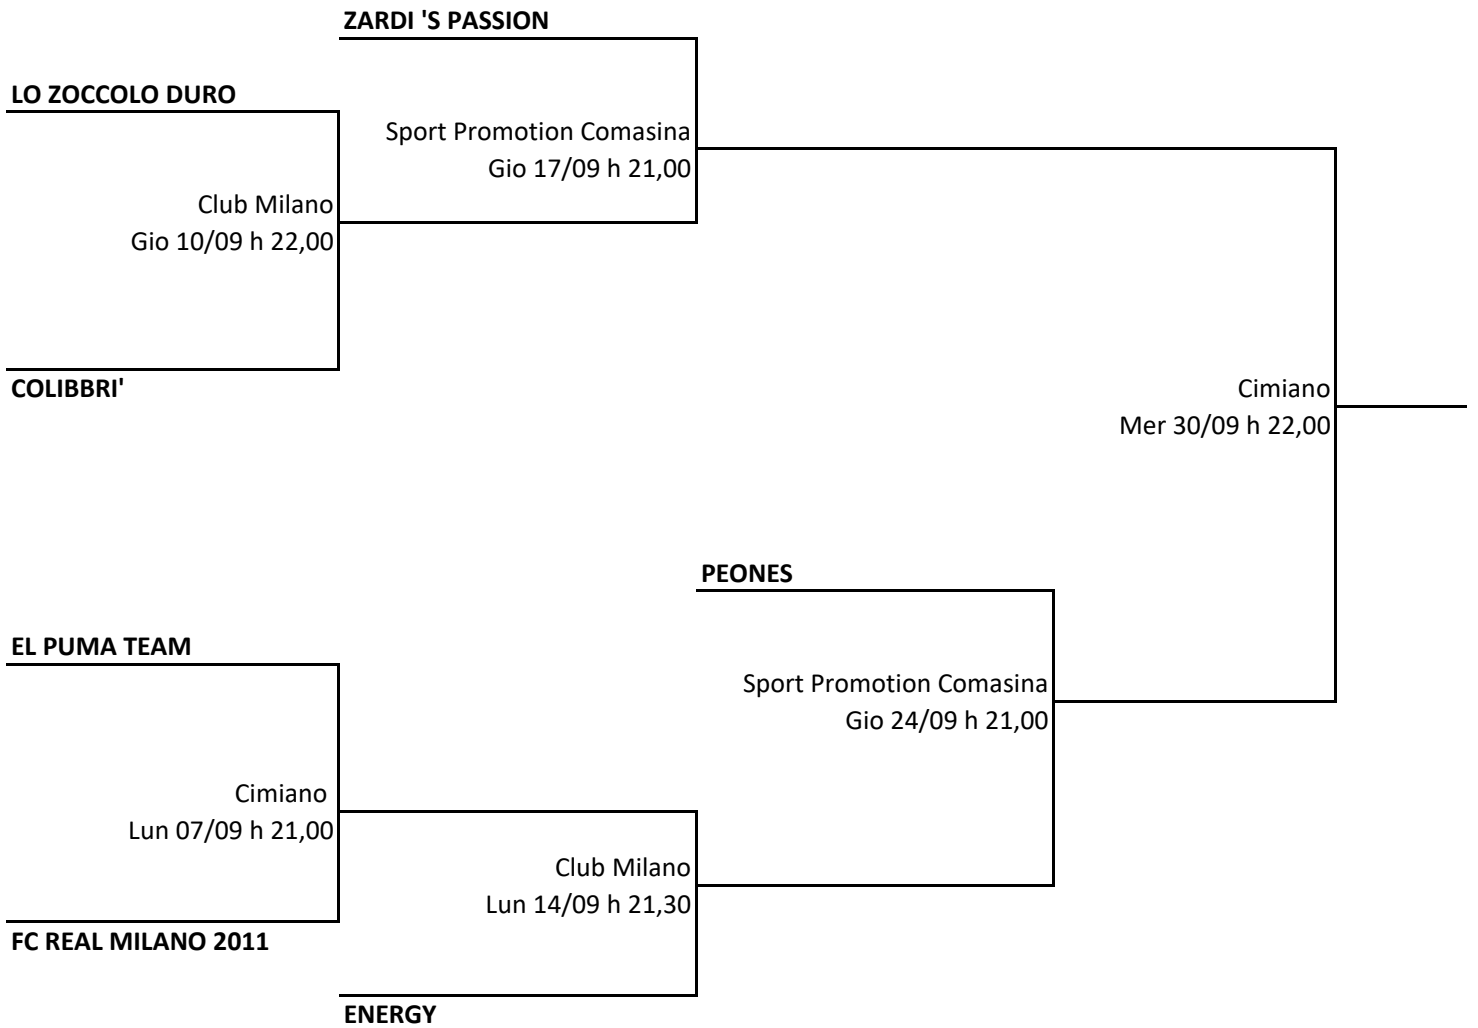 ZARDI 'S PASSION
LO ZOCCOLO DURO
Sport Promotion Comasina
Gio 17/09 h 21,00
Club Milano
Gio 10/09 h 22,00
COLIBBRI'
Cimiano
Mer 30/09 h 22,00
PEONES
EL PUMA TEAM
Sport Promotion Comasina
Gio 24/09 h 21,00
Cimiano
Lun 07/09 h 21,00
Club Milano
Lun 14/09 h 21,30
FC REAL MILANO 2011
ENERGY